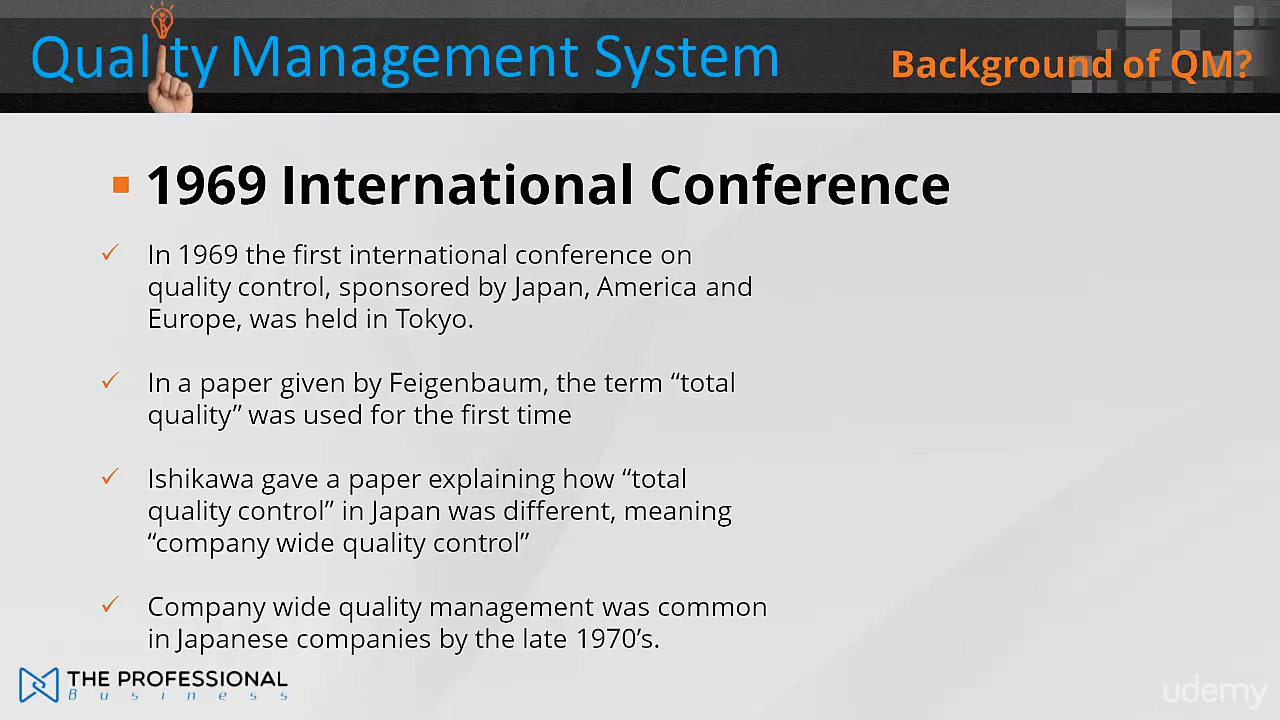 Quality Management System
Background of QM?
1969 International Conference
In 1969 the first international conference on
quality control, sponsored by Japan, America and
Europe, was held in Tokyo.
In a paper given by Feigenbaum, the term “total
quality” was used for the first time
Ishikawa gave a paper explaining how “total
quality control” in Japan was different, meaning
“company wide quality control”
Company wide quality management was common
in Japanese companies by the late 1970’s.
THE PROFESSIONAL
Business
udemy